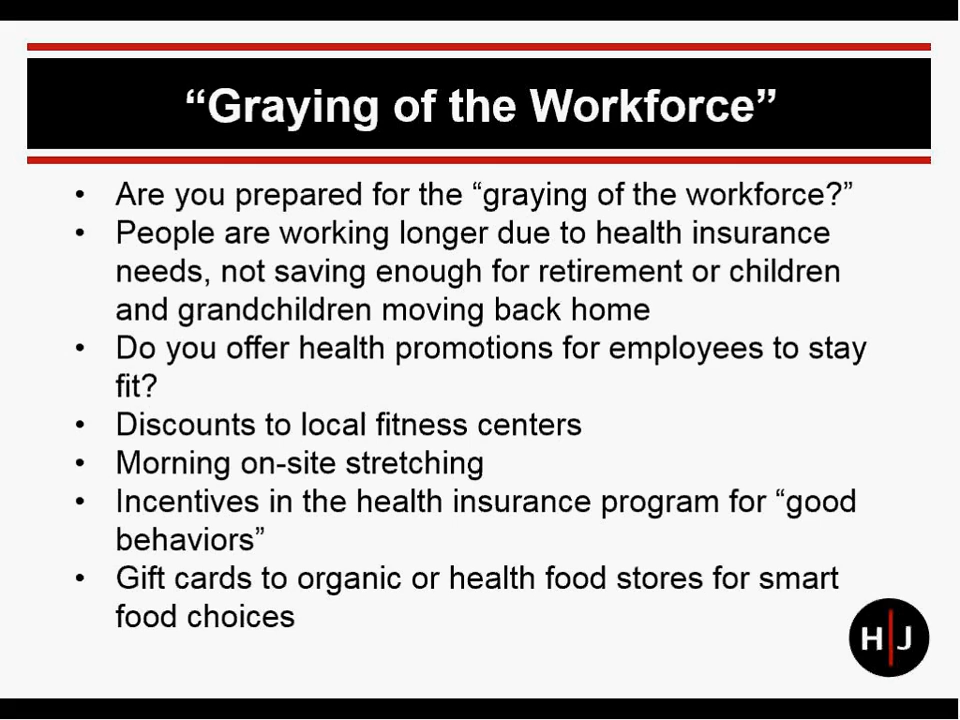 “Graying of the Workforce”
• Are you prepared for the “graying of the workforce?”
• People are working longer due to health insurance
needs, not saving enough for retirement or children
and grandchildren moving back home
• Do you offer health promotions for employees to stay
fit?
• Discounts to local fitness centers
• Morning on-site stretching
• Incentives in the health insurance program for “good
behaviors”
• Gift cards to organic or health food stores for smart
food choices
H|J